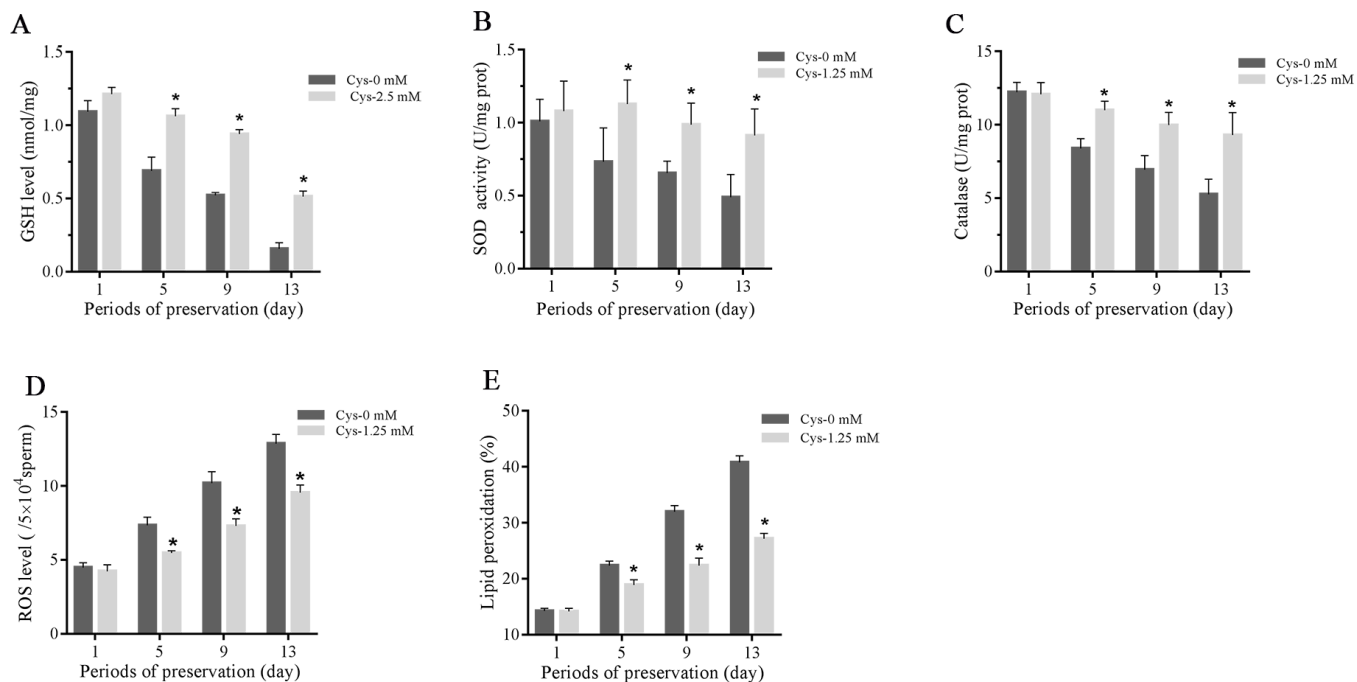 A
GSH level (nmol/mg)
1.5
1.0
0.5
0.0
* * *
1 5 9 13
Periods of preservation (day)
Cys-0 mM
Cys-2.5 mM
B
SOD activity (U/mg prot)
1.5
1.0
0.5
0.0
* * *
1 5 9 13
Periods of preservation (day)
Cys-0 mM
Cys-1.25 mM
C
Catalase (U/mg prot)
15
10
5
0
* * *
1 5 9 13
Periods of preservation (day)
Cys-0 mM
Cys-1.25 mM
D
ROS level ( /5×10⁴sperm)
15
10
5
0
* * *
1 5 9 13
Periods of preservation (day)
Cys-0 mM
Cys-1.25 mM
E
Lipid peroxidation (%)
50
40
30
20
10
* * *
1 5 9 13
Periods of preservation (day)
Cys-0 mM
Cys-1.25 mM